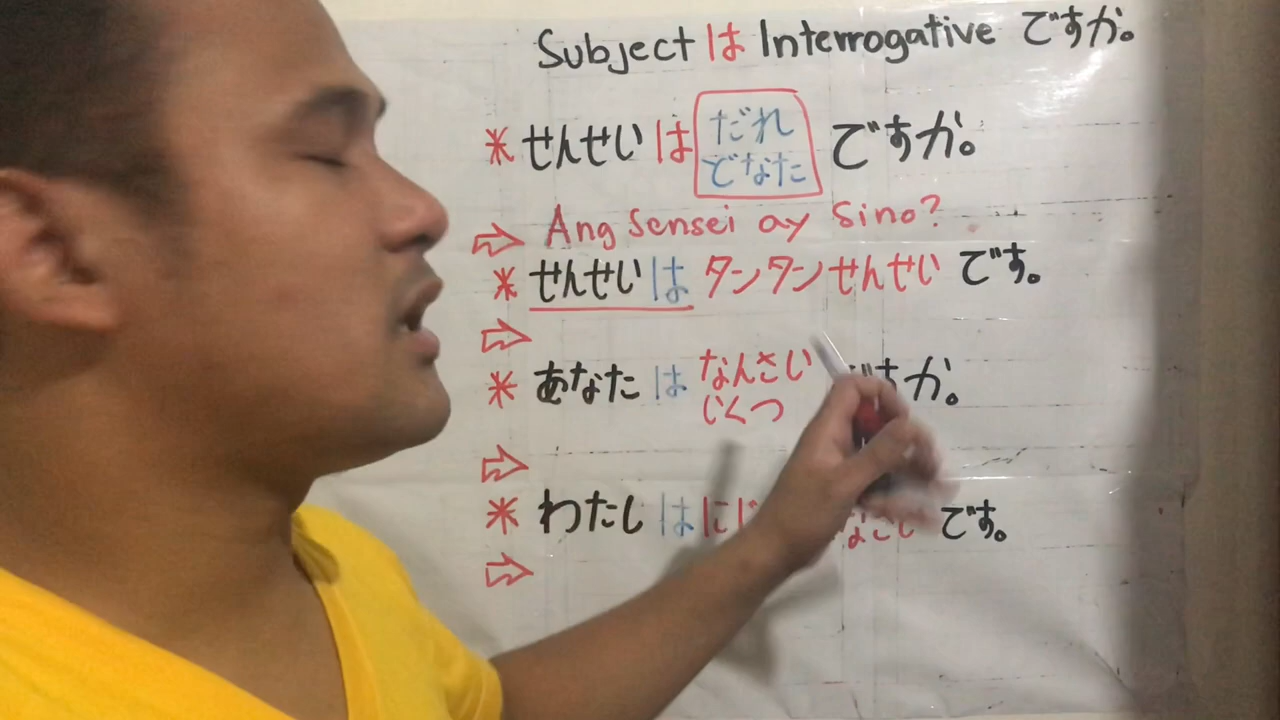 Subject は Interrogative ですか。
* せんせい は だれ ですか。
どなた
⇨ Ang Sensei ay Sino?
* せんせい は タンタンせんせい です。
⇨
* あなた は なんさい ですか。
いくつ
⇨
* わたし は です。
⇨